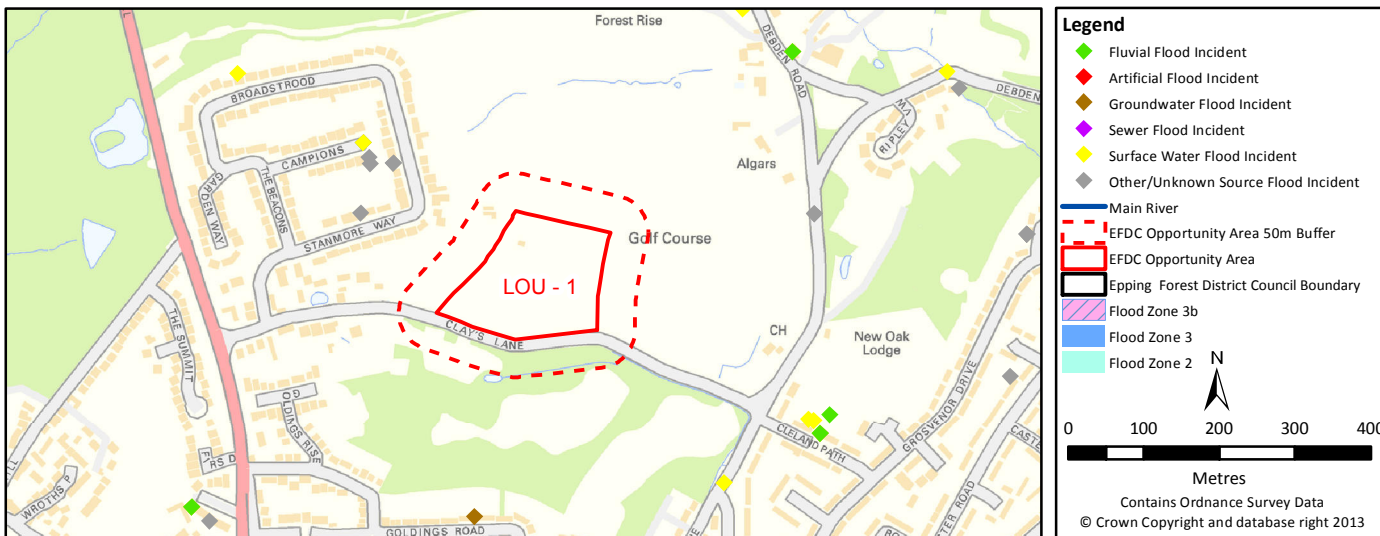 Forest Rise
DEBDEN ROAD
DEBDEN
BROADSTROOD
CAMPIONS
THE BEACONS
GARDEN WAY
STANMORE WAY
RIPLEY
Algars
Golf Course
LOU - 1
CLAY'S LANE
CH
New Oak
Lodge
THE SUMMIT
GOLDINGS RISE
GROSVENOR DRIVE
CLELAND PATH
WROTHS P
GOLDINGS ROAD
Legend
Fluvial Flood Incident
Artificial Flood Incident
Groundwater Flood Incident
Sewer Flood Incident
Surface Water Flood Incident
Other/Unknown Source Flood Incident
Main River
EFDC Opportunity Area 50m Buffer
EFDC Opportunity Area
Epping Forest District Council Boundary
Flood Zone 3b
Flood Zone 3
Flood Zone 2
N
0 100 200 300 400
Metres
Contains Ordnance Survey Data
© Crown Copyright and database right 2013